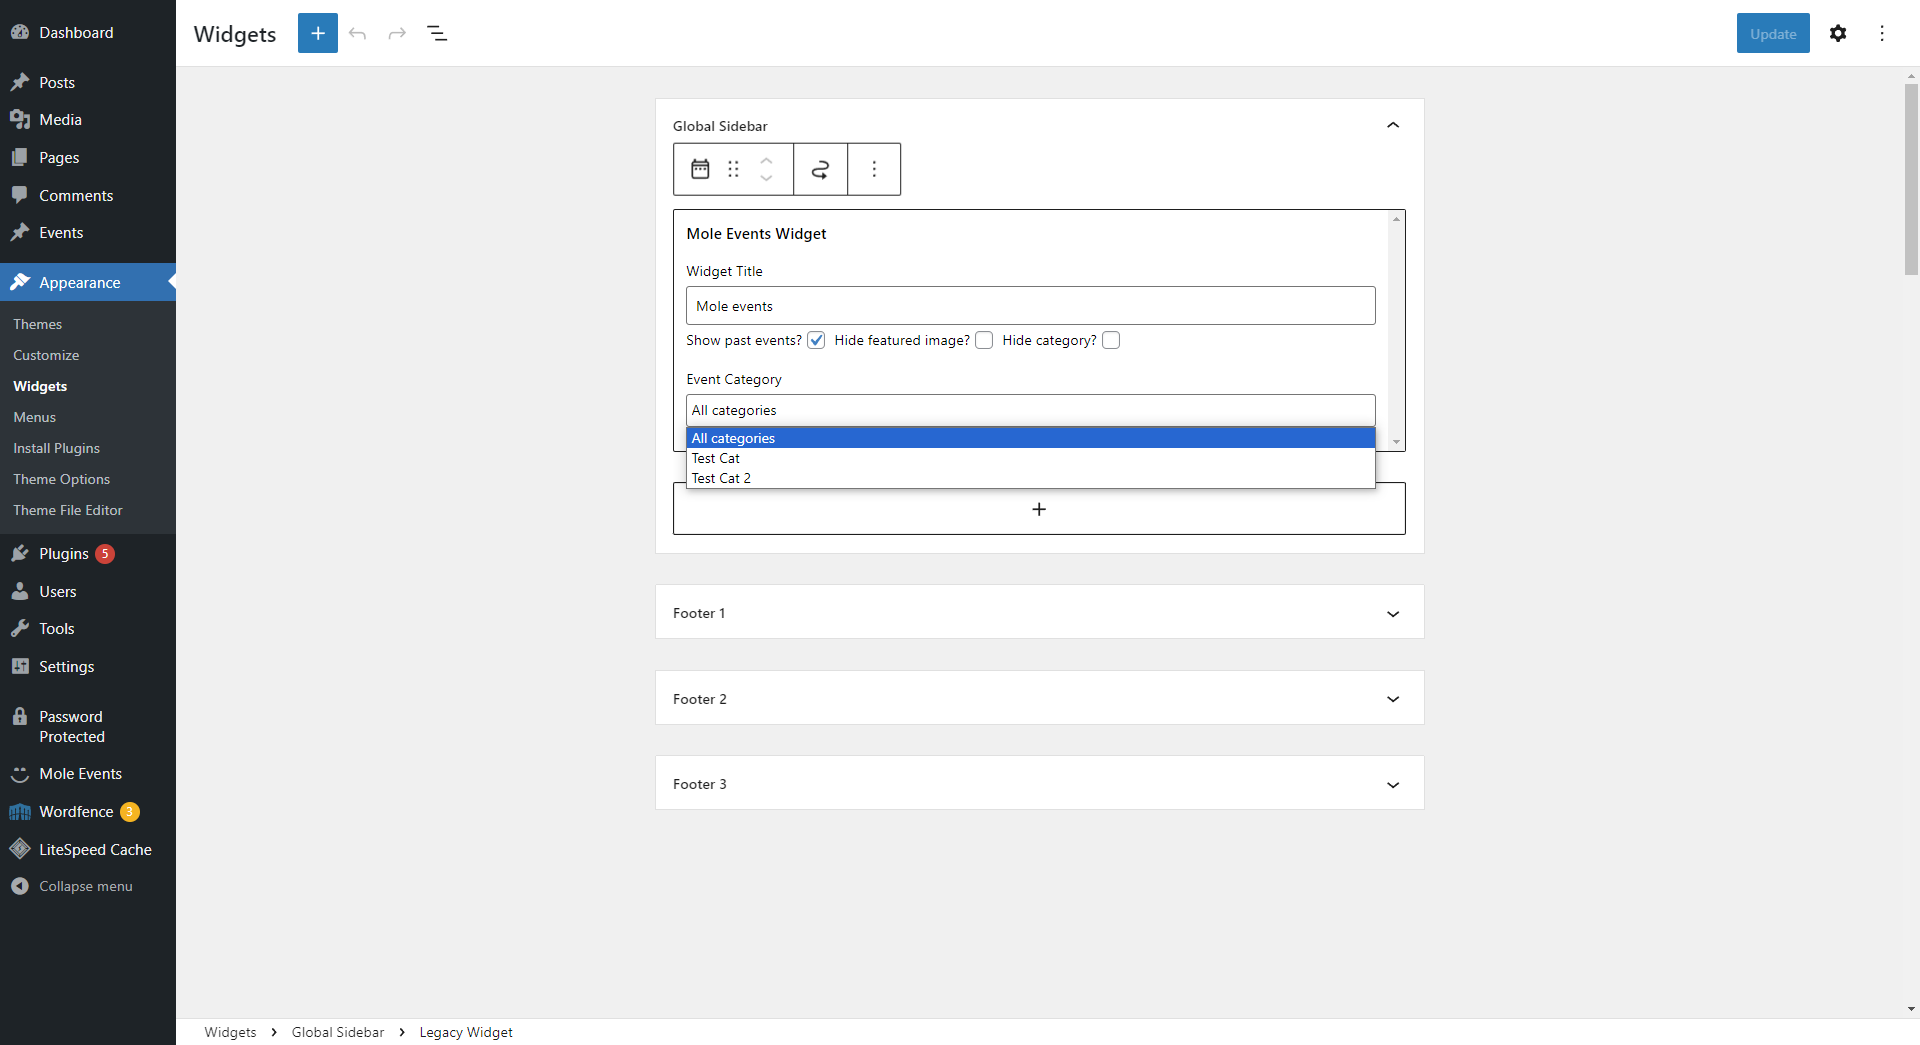 Dashboard
Posts
Media
Pages
Comments
Events
Appearance
Themes
Customize
Widgets
Menus
Install Plugins
Theme Options
Theme File Editor
Plugins 5
Users
Tools
Settings
Password
Protected
Mole Events
Wordfence 3
LiteSpeed Cache
Collapse menu
Widgets
Update
Global Sidebar
Mole Events Widget
Widget Title
Mole events
Show past events? Hide featured image? Hide category?
Event Category
All categories
All categories
Test Cat
Test Cat 2
Footer 1
Footer 2
Footer 3
Widgets Global Sidebar Legacy Widget